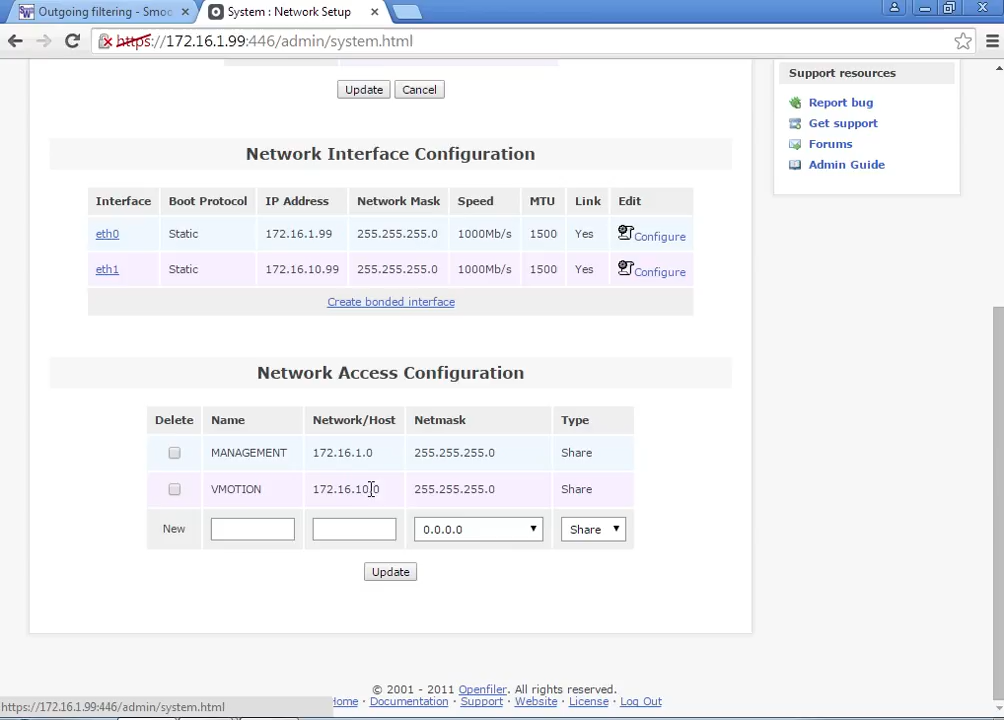 Outgoing filtering - Smoo
System : Network Setup
https://172.16.1.99:446/admin/system.html
Support resources
Report bug
Get support
Forums
Admin Guide
Update Cancel
Network Interface Configuration
Interface Boot Protocol IP Address Network Mask Speed MTU Link Edit
eth0 Static 172.16.1.99 255.255.255.0 1000Mb/s 1500 Yes Configure
eth1 Static 172.16.10.99 255.255.255.0 1000Mb/s 1500 Yes Configure
Create bonded interface
Network Access Configuration
Delete Name Network/Host Netmask Type
MANAGEMENT 172.16.1.0 255.255.255.0 Share
VMOTION 172.16.10.0 255.255.255.0 Share
New 0.0.0.0 Share
Update
© 2001 - 2011 Openfiler. All rights reserved.
Home · Documentation · Support · Website · License · Log Out
https://172.16.1.99:446/admin/system.html